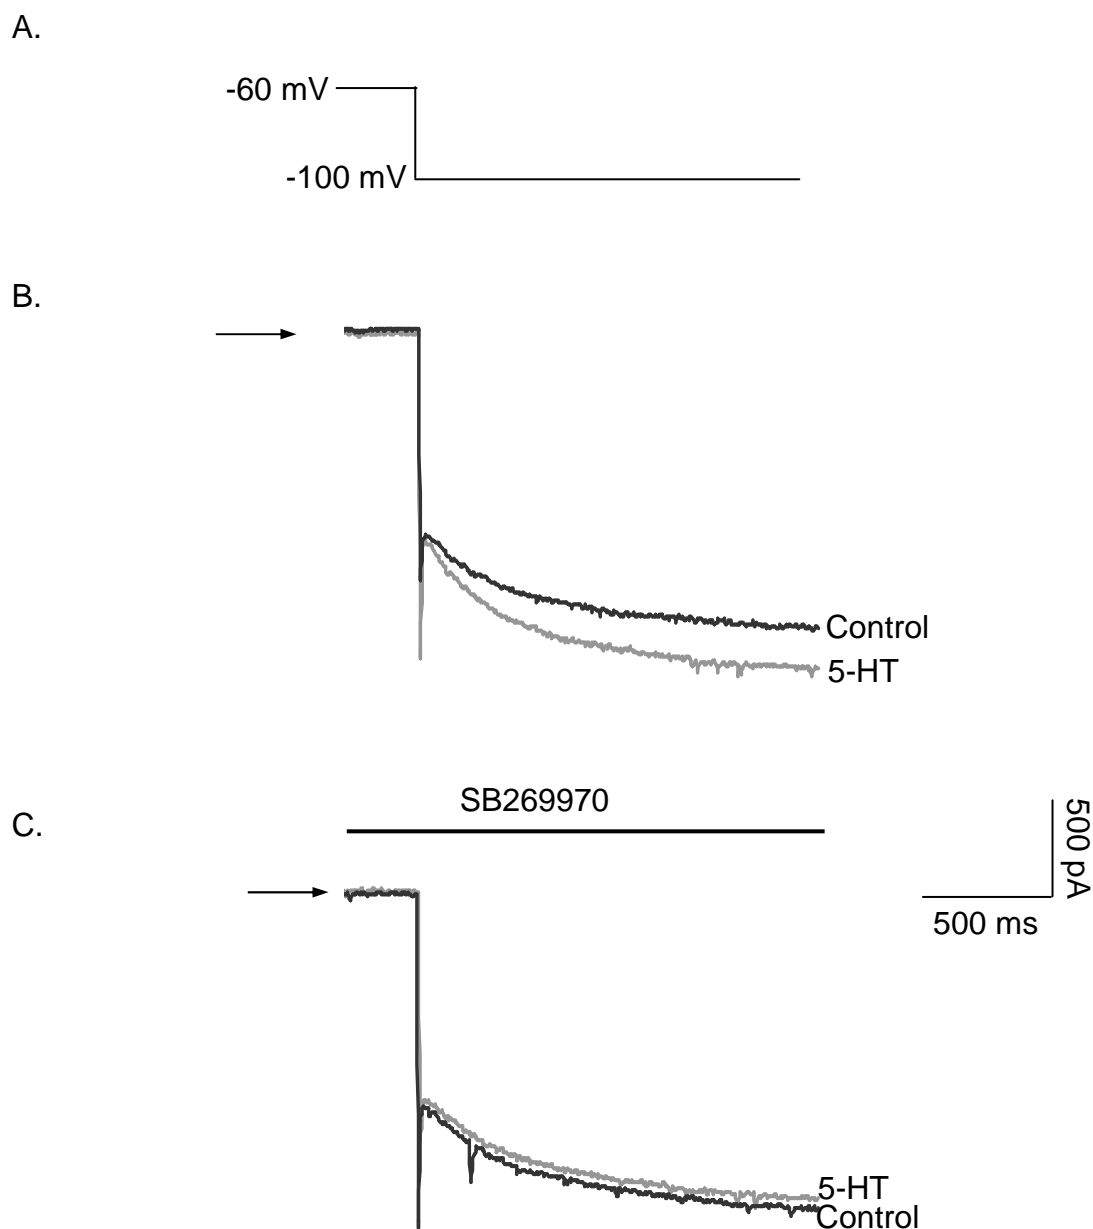 A.
-60 mV
-100 mV
B.
Control
5-HT
SB269970
C.
500 pA
500 ms
5-HT
Control